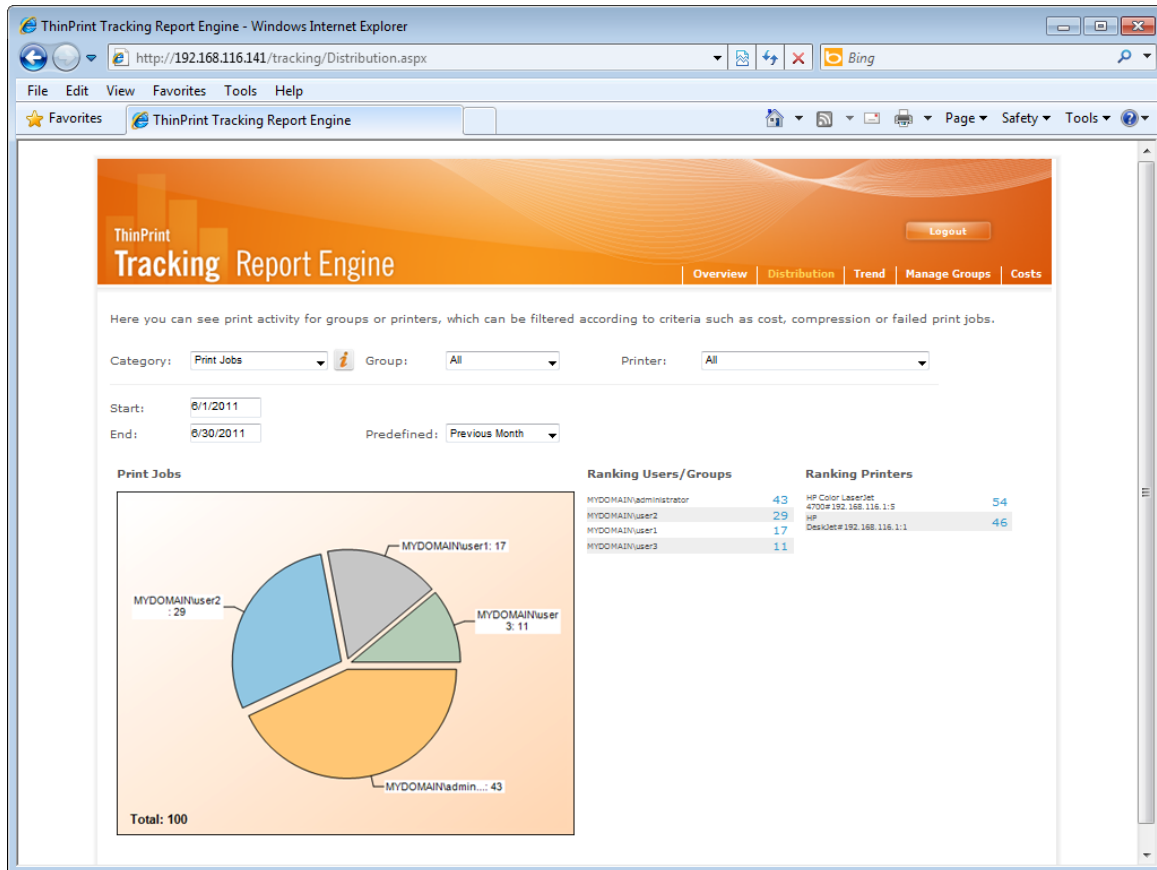 ThinPrint Tracking Report Engine - Windows Internet Explorer
http://192.168.116.141/tracking/Distribution.aspx
Bing
File Edit View Favorites Tools Help
Favorites ThinPrint Tracking Report Engine Page Safety Tools
ThinPrint
Tracking Report Engine
Logout
Overview Distribution Trend Manage Groups Costs
Here you can see print activity for groups or printers, which can be filtered according to criteria such as cost, compression or failed print jobs.
Category: Print Jobs i Group: All Printer: All
Start: 6/1/2011
End: 6/30/2011 Predefined: Previous Month
Print Jobs
MYDOMAIN\user1: 17
MYDOMAIN\user2
: 29
MYDOMAIN\user
3: 11
MYDOMAIN\admin...: 43
Total: 100
Ranking Users/Groups
MYDOMAIN\administrator 43
MYDOMAIN\user2 29
MYDOMAIN\user1 17
MYDOMAIN\user3 11
Ranking Printers
HP Color LaserJet
4700#192.168.116.1:5 54
HP
DeskJet#192.168.116.1:1 46